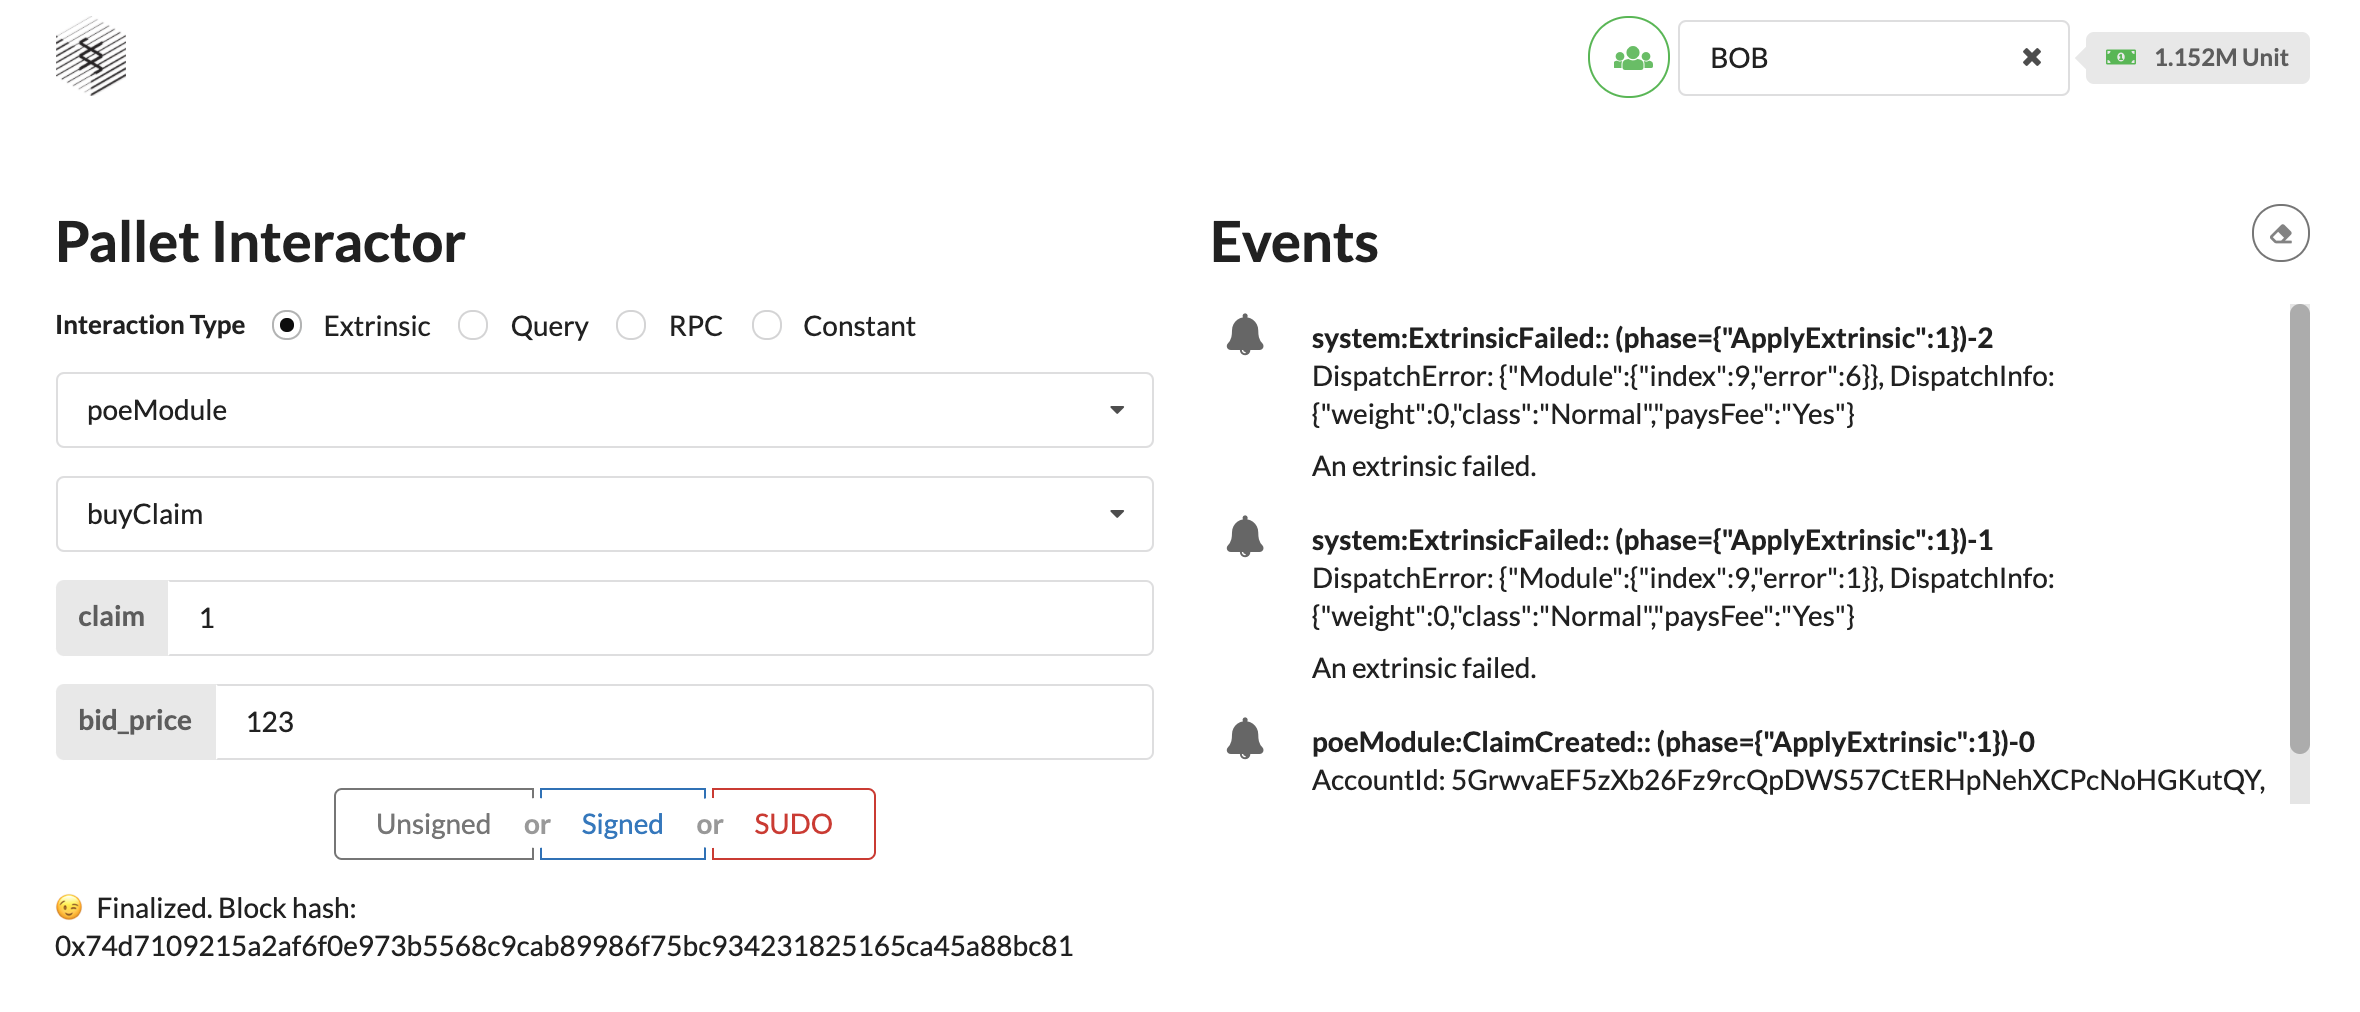 BOB
1.152M Unit
Pallet Interactor
Interaction Type Extrinsic Query RPC Constant
poeModule
buyClaim
claim 1
bid_price 123
Unsigned or Signed or SUDO
😉 Finalized. Block hash:
0x74d7109215a2af6f0e973b5568c9cab89986f75bc934231825165ca45a88bc81
Events
system:ExtrinsicFailed:: (phase={"ApplyExtrinsic":1})-2
DispatchError: {"Module":{"index":9,"error":6}}, DispatchInfo:
{"weight":0,"class":"Normal","paysFee":"Yes"}
An extrinsic failed.
system:ExtrinsicFailed:: (phase={"ApplyExtrinsic":1})-1
DispatchError: {"Module":{"index":9,"error":1}}, DispatchInfo:
{"weight":0,"class":"Normal","paysFee":"Yes"}
An extrinsic failed.
poeModule:ClaimCreated:: (phase={"ApplyExtrinsic":1})-0
AccountId: 5GrwvaEF5zXb26Fz9rcQpDWS57CtERHpNehXCPcNoHGKutQY,